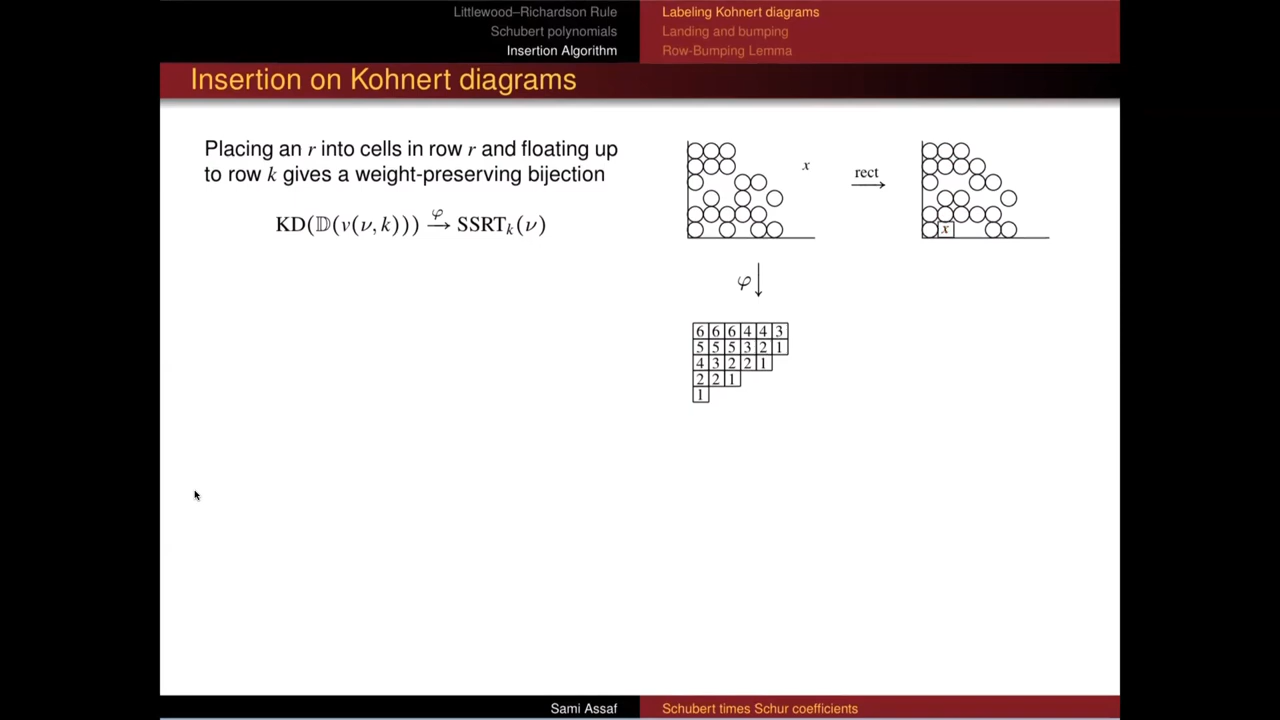 Littlewood–Richardson Rule
Schubert polynomials
Insertion Algorithm
Labeling Kohnert diagrams
Landing and bumping
Row-Bumping Lemma
Insertion on Kohnert diagrams
Placing an r into cells in row r and floating up
to row k gives a weight-preserving bijection
KD(𝔻(v(ν, k))) φ→ SSRTₖ(ν)
x
rect
x
φ
6 6 6 4 4 3
5 5 5 3 2 1
4 3 2 2 1
2 2 1
1
Sami Assaf
Schubert times Schur coefficients